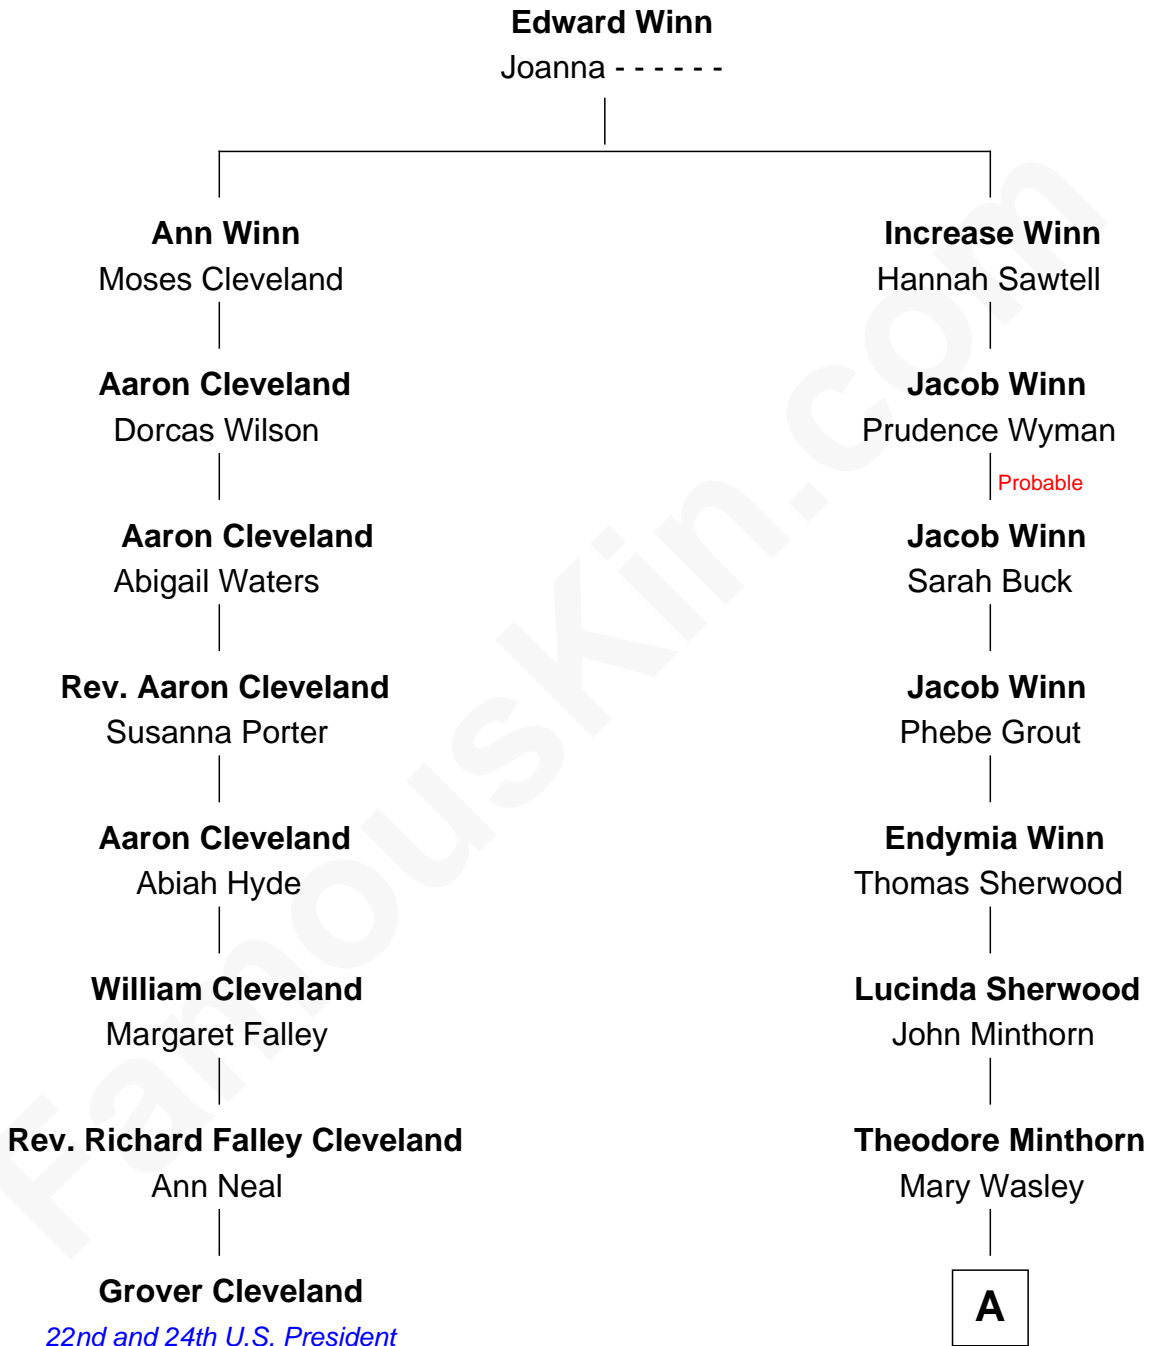 Edward Winn
Joanna - - - - - -
Ann Winn
Moses Cleveland
Aaron Cleveland
Dorcas Wilson
Aaron Cleveland
Abigail Waters
Rev. Aaron Cleveland
Susanna Porter
Aaron Cleveland
Abiah Hyde
William Cleveland
Margaret Falley
Rev. Richard Falley Cleveland
Ann Neal
Grover Cleveland
22nd and 24th U.S. President
Increase Winn
Hannah Sawtell
Jacob Winn
Prudence Wyman
Probable
Jacob Winn
Sarah Buck
Jacob Winn
Phebe Grout
Endymia Winn
Thomas Sherwood
Lucinda Sherwood
John Minthorn
Theodore Minthorn
Mary Wasley
A
FamousKin.com